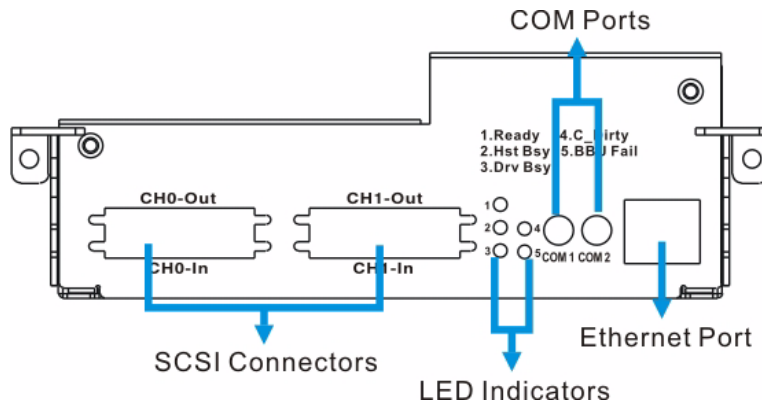 COM Ports
1.Ready 4.C_Dirty
2.Hst Bsy 5.BBU Fail
3.Drv Bsy
CH0-Out
CH1-Out
1
2
4
3
5
COM 1
COM 2
CH0-In
CH1-In
Ethernet Port
SCSI Connectors
LED Indicators